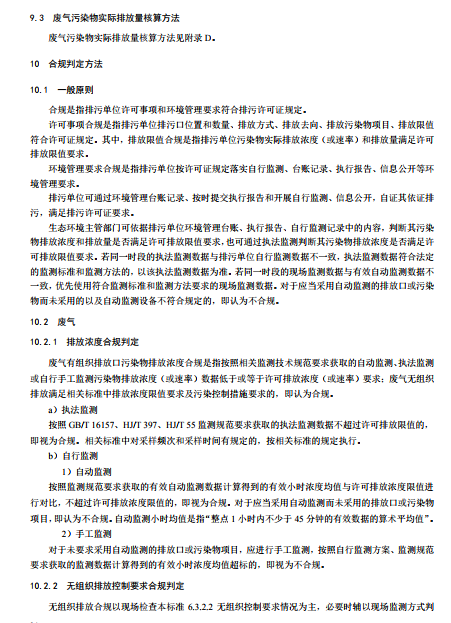 9.3 废气污染物实际排放量核算方法
废气污染物实际排放量核算方法见附录 D。
10 合规判定方法
10.1 一般原则
合规是指排污单位许可事项和环境管理要求符合排污许可证规定。
许可事项合规是指排污单位排污口位置和数量、排放方式、排放去向、排放污染物项目、排放限值
符合许可证规定。其中，排放限值合规是指排污单位污染物实际排放浓度（或速率）和排放量满足许可
排放限值要求。
环境管理要求合规是指排污单位按许可证规定落实自行监测、台账记录、执行报告、信息公开等环
境管理要求。
排污单位可通过环境管理台账记录、按时提交执行报告和开展自行监测、信息公开，自证其依证排
污，满足排污许可证要求。
生态环境主管部门可依据排污单位环境管理台账、执行报告、自行监测记录中的内容，判断其污染
物排放浓度和排放量是否满足许可排放限值要求，也可通过执法监测判断其污染物排放浓度是否满足许
可排放限值要求。若同一时段的执法监测数据与排污单位自行监测数据不一致，执法监测数据符合法定
的监测标准和监测方法的，以该执法监测数据为准。若同一时段的现场监测数据与有效自动监测数据不
一致，优先使用符合监测标准和监测方法要求的现场监测数据。对于应当采用自动监测的排放口或污染
物而未采用的以及自动监测设备不符合规定的，即认为不合规。
10.2 废气
10.2.1 排放浓度合规判定
废气有组织排放口污染物排放浓度合规是指按照相关监测技术规范要求获取的自动监测、执法监测
或自行手工监测污染物排放浓度（或速率）数据低于或等于许可排放浓度（或速率）要求；废气无组织
排放满足相关标准中排放浓度限值要求及污染控制措施要求的，即认为合规。
a）执法监测
按照 GB/T 16157、HJ/T 397、HJ/T 55 监测规范要求获取的执法监测数据不超过许可排放限值的，
即视为合规。相关标准中对采样频次和采样时间有规定的，按相关标准的规定执行。
b）自行监测
1）自动监测
按照监测规范要求获取的有效自动监测数据计算得到的有效小时浓度均值与许可排放浓度限值进
行对比，不超过许可排放浓度限值的，即视为合规。对于应当采用自动监测而未采用的排放口或污染物
项目，即认为不合规。自动监测小时均值是指“整点 1 小时内不少于 45 分钟的有效数据的算术平均值”。
2）手工监测
对于未要求采用自动监测的排放口或污染物项目，应进行手工监测，按照自行监测方案、监测规范
要求获取的监测数据计算得到的有效小时浓度均值超标的，即视为不合规。
10.2.2 无组织排放控制要求合规判定
无组织排放合规以现场检查本标准 6.3.2.2 无组织控制要求情况为主，必要时辅以现场监测方式判